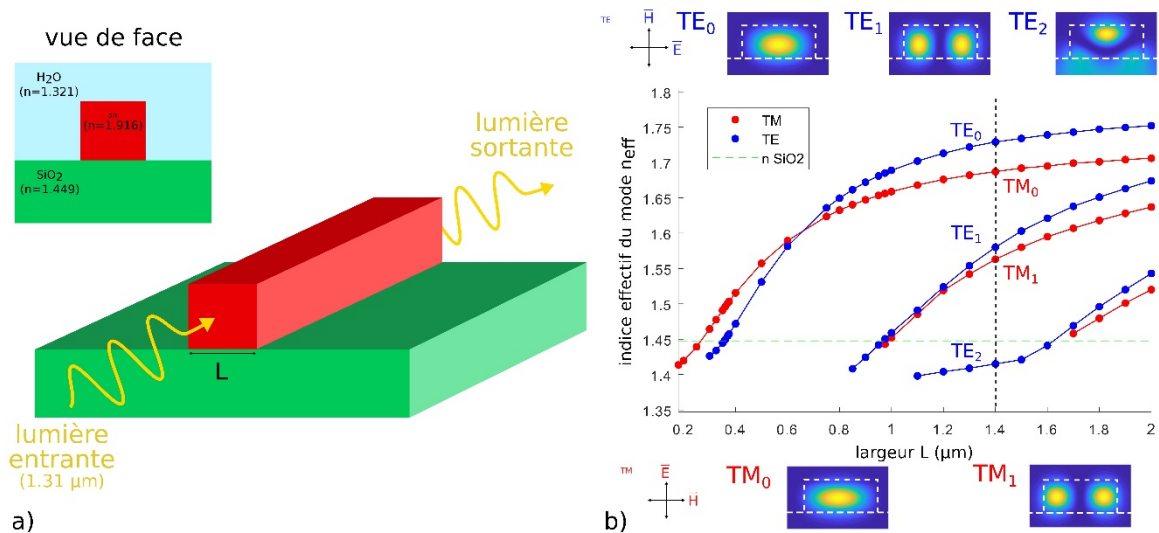 vue de face
H₂O
(n=1.321)
(n=1.916)
SiO₂
(n=1.449)
lumière
sortante
L
lumière
entrante
(1.31 μm)
a)
TE
H
E
TE₀
TE₁
TE₂
indice effectif du mode neff
1.8
1.75
1.7
1.65
1.6
1.55
1.5
1.45
1.4
1.35
TM
TE
n SiO2
TE₀
TM₀
TE₁
TM₁
TE₂
0.2 0.4 0.6 0.8 1 1.2 1.4 1.6 1.8 2
largeur L (μm)
TM
E
H
TM₀
TM₁
b)